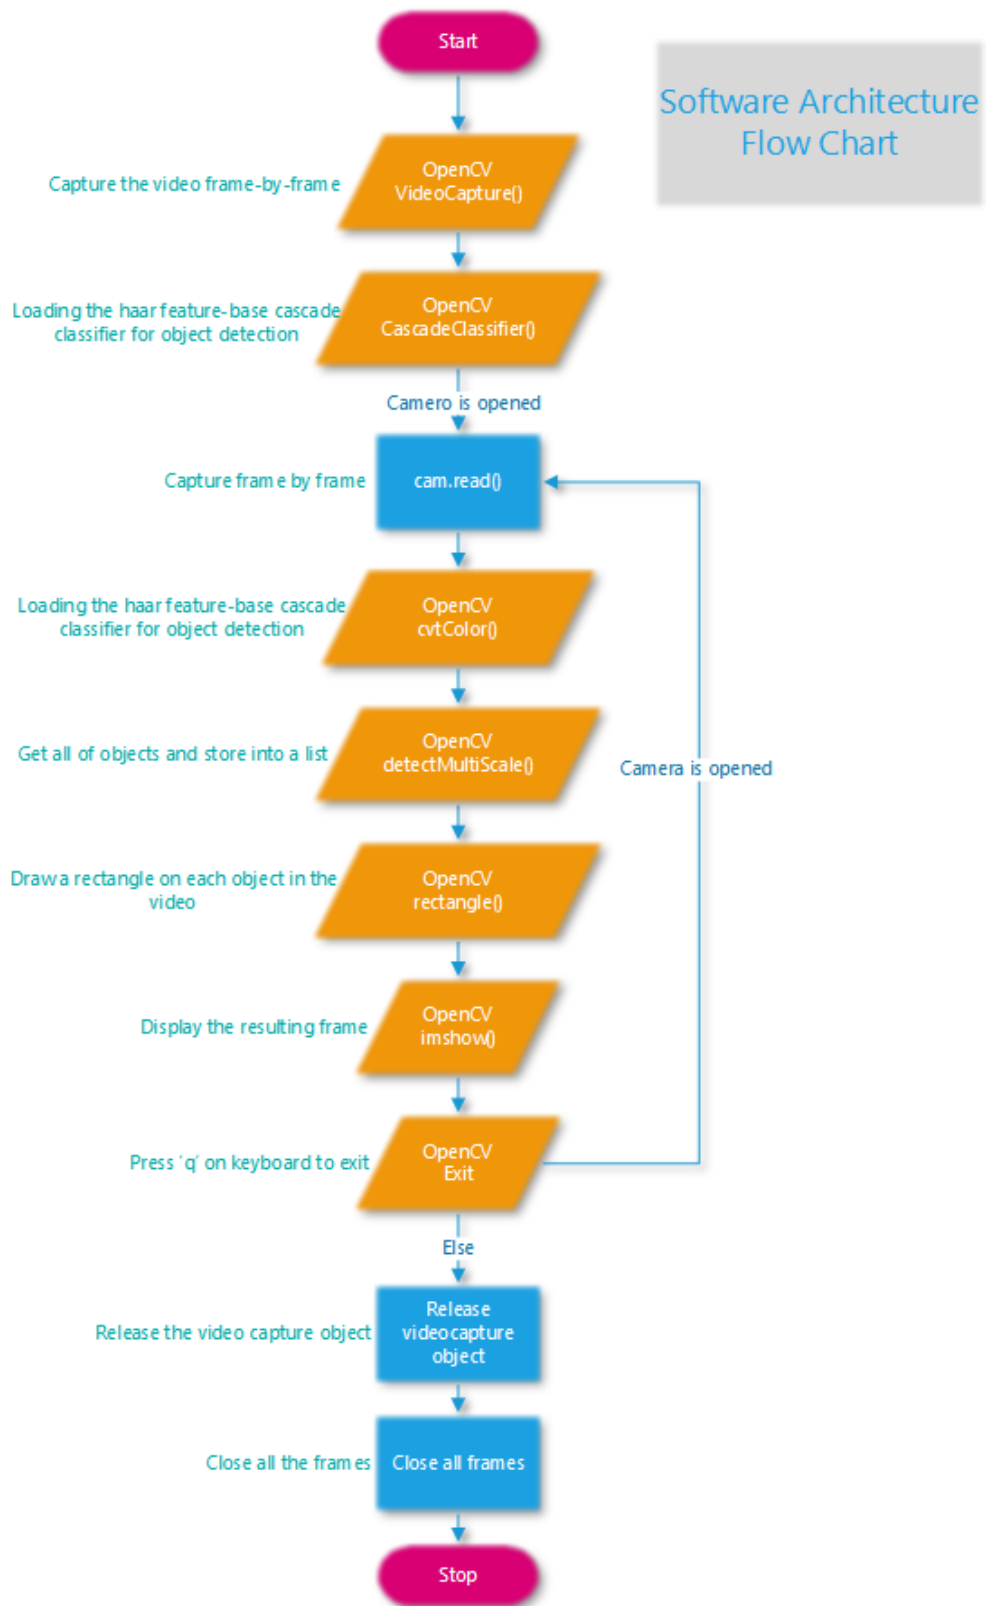 Start
Software Architecture
Flow Chart
Capture the video frame-by-frame
OpenCV
VideoCapture()
Loading the haar feature-base cascade
classifier for object detection
OpenCV
CascadeClassifier()
Camero is opened
Capture frame by frame
cam.read()
Loading the haar feature-base cascade
classifier for object detection
OpenCV
cvtColor()
Get all of objects and store into a list
OpenCV
detectMultiScale()
Camera is opened
Draw a rectangle on each object in the
video
OpenCV
rectangle()
Display the resulting frame
OpenCV
imshow()
Press ‘q’ on keyboard to exit
OpenCV
Exit
Else
Release the video capture object
Release
videocapture
object
Close all the frames
Close all frames
Stop